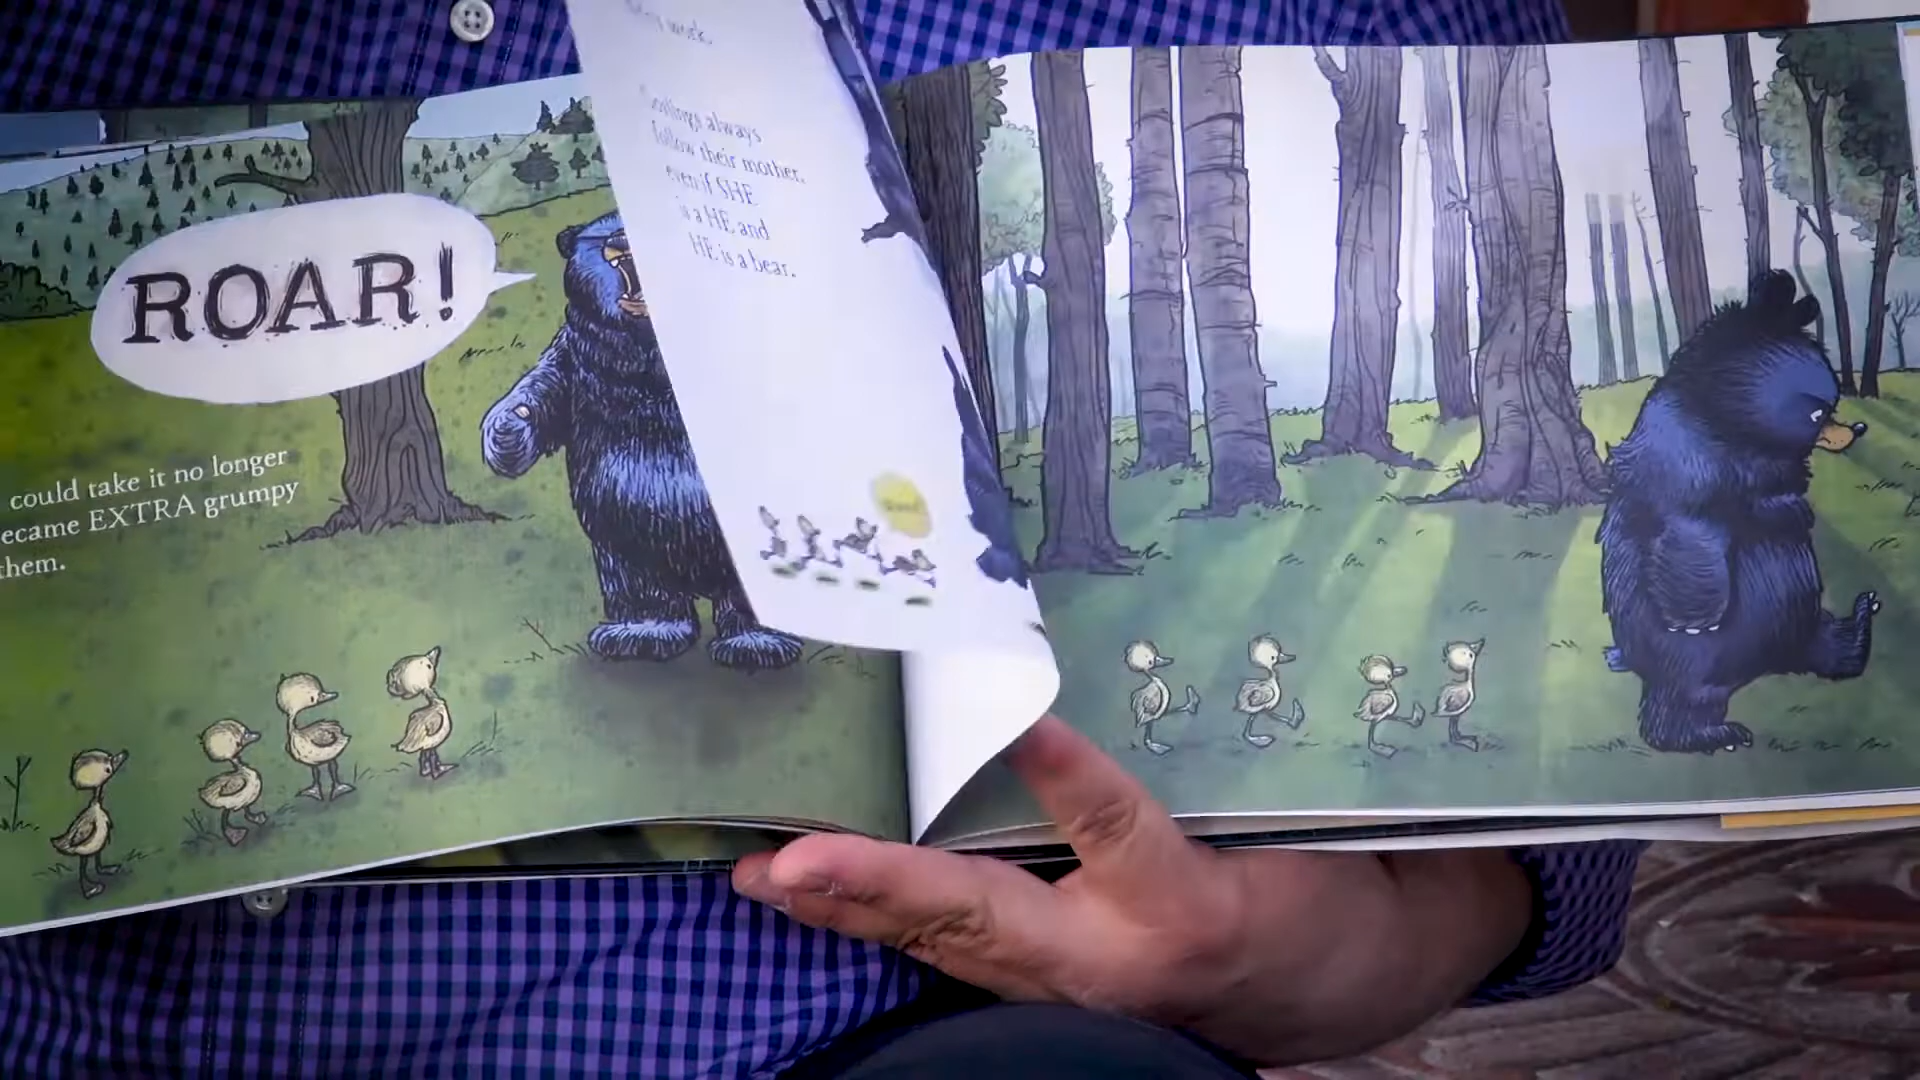 ROAR!
could take it no longer
ecame EXTRA grumpy
them.
work.
always
follow their mother,
even if SHE
is a HE and
HE is a bear.